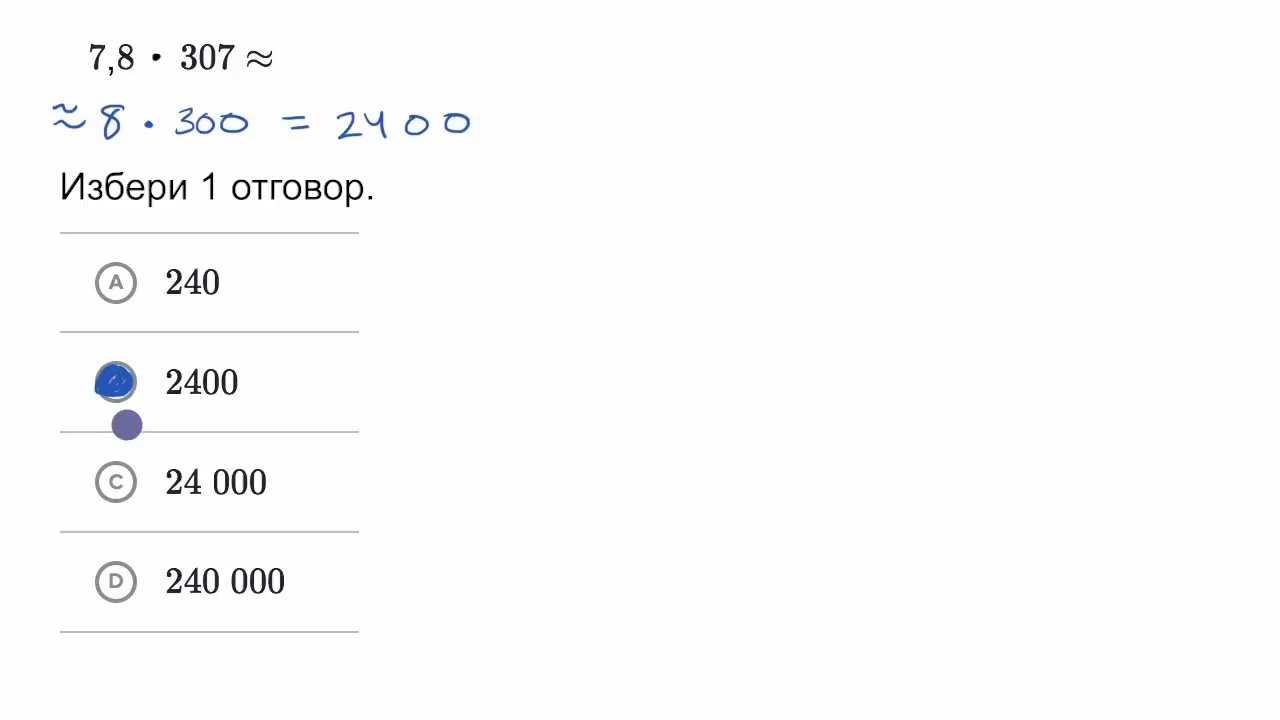 7,8 · 307 ≈
≈ 8 · 300 = 2400
Избери 1 отговор.
A 240
2400
C 24 000
D 240 000